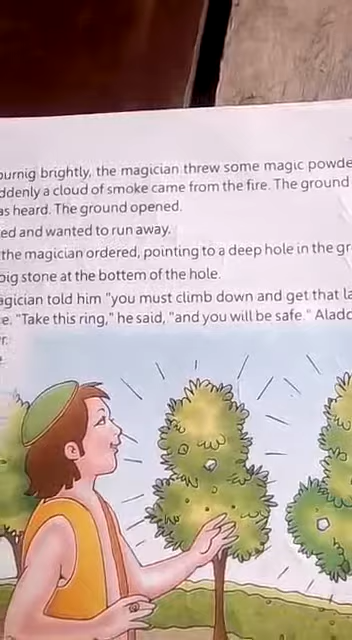 ournig brightly, the magician threw some magic powde
ddenly a cloud of smoke came from the fire. The ground
as heard. The ground opened.
ed and wanted to run away.
the magician ordered, pointing to a deep hole in the gr
big stone at the bottem of the hole.
agician told him "you must climb down and get that la
e. "Take this ring," he said, "and you will be safe." Aladd
r.